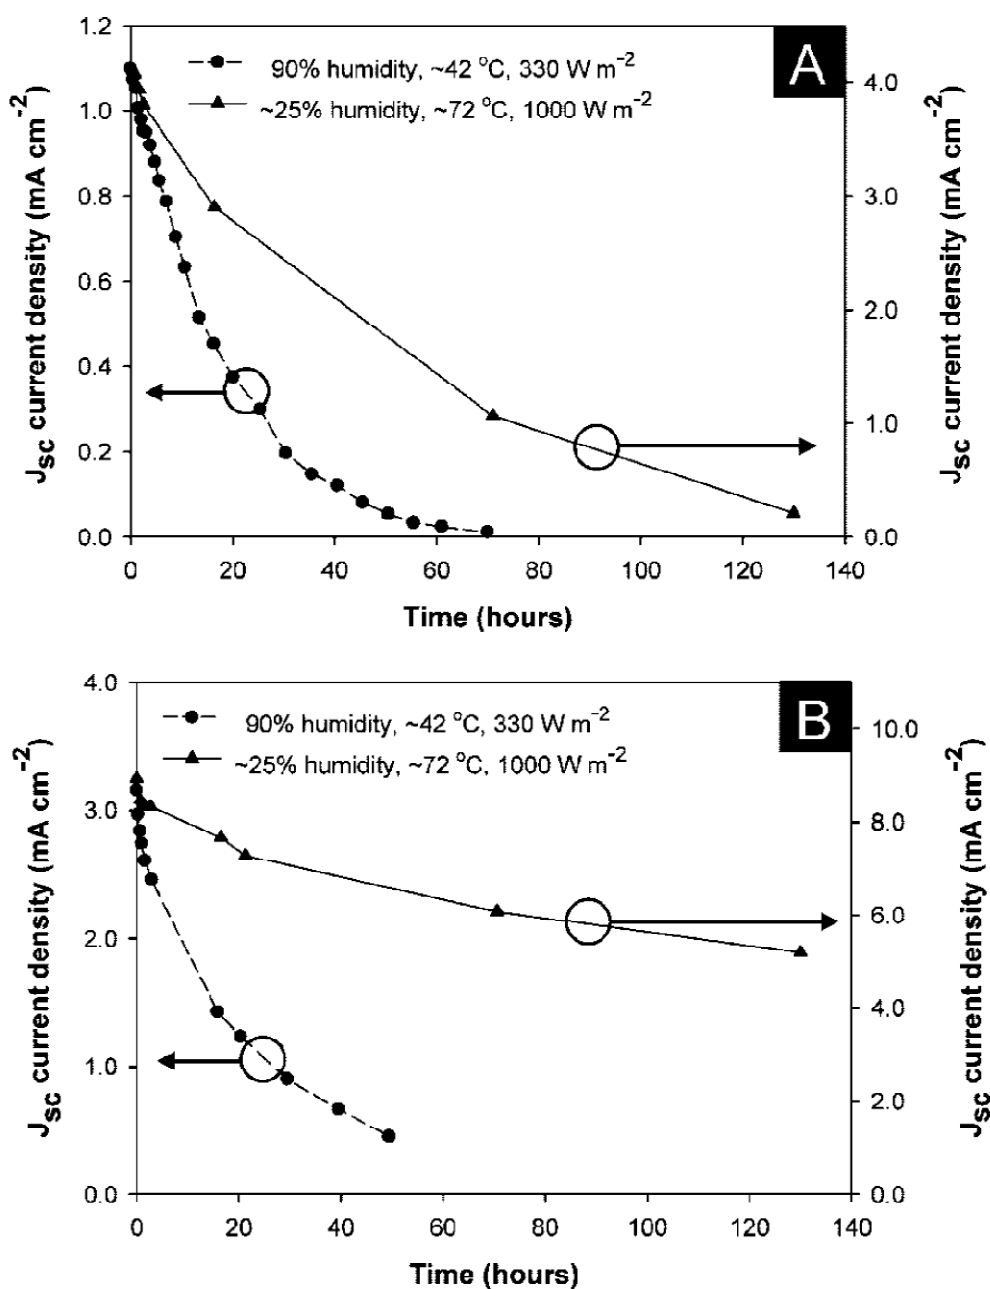 A
90% humidity, ~42 °C, 330 W m⁻²
~25% humidity, ~72 °C, 1000 W m⁻²
1.2
1.0
0.8
0.6
0.4
0.2
0.0
J_SC current density (mA cm⁻²)
4.0
3.0
2.0
1.0
0.0
J_SC current density (mA cm⁻²)
0 20 40 60 80 100 120 140
Time (hours)
B
90% humidity, ~42 °C, 330 W m⁻²
~25% humidity, ~72 °C, 1000 W m⁻²
4.0
3.0
2.0
1.0
0.0
J_SC current density (mA cm⁻²)
10.0
8.0
6.0
4.0
2.0
0.0
J_SC current density (mA cm⁻²)
0 20 40 60 80 100 120 140
Time (hours)